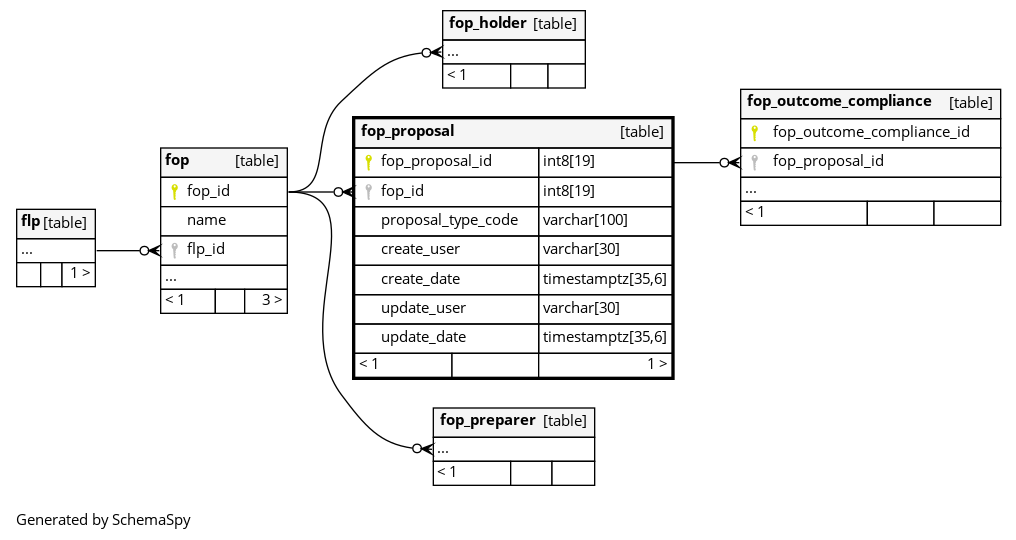 fop_holder [table]
...
< 1
fop_outcome_compliance [table]
fop_outcome_compliance_id
fop_proposal_id
...
< 1
fop_proposal [table]
fop_proposal_id int8[19]
fop_id int8[19]
proposal_type_code varchar[100]
create_user varchar[30]
create_date timestamptz[35,6]
update_user varchar[30]
update_date timestamptz[35,6]
< 1 1 >
fop [table]
fop_id
name
flp_id
...
< 1 3 >
flp [table]
...
1 >
fop_preparer [table]
...
< 1
Generated by SchemaSpy